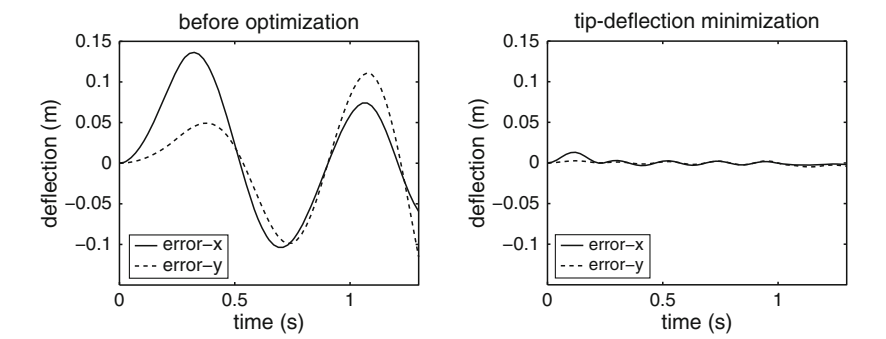 before optimization
0.15
0.1
0.05
0
−0.05
−0.1
deflection (m)
error−x
error−y
0
0.5
1
time (s)
tip-deflection minimization
0.15
0.1
0.05
0
−0.05
−0.1
deflection (m)
error−x
error−y
0
0.5
1
time (s)